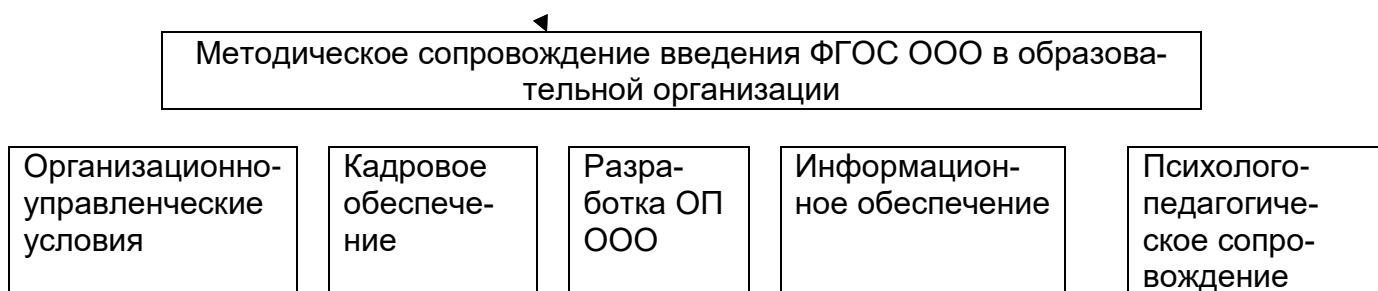 Методическое сопровождение введения ФГОС ООО в образова-
тельной организации
Организационно-
управленческие
условия
Кадровое
обеспече-
ние
Разра-
ботка ОП
ООО
Информацион-
ное обеспечение
Психолого-
педагогиче-
ское сопро-
вождение